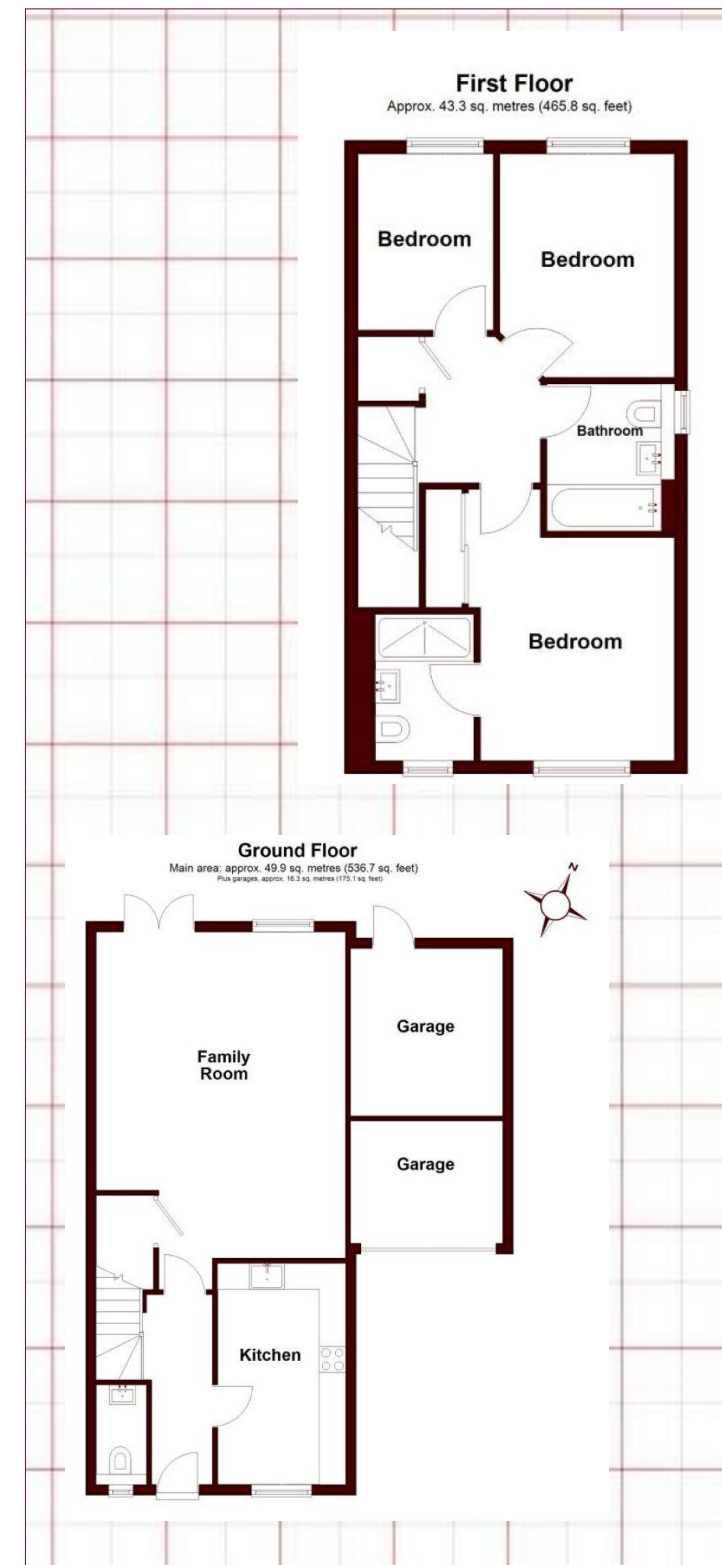 First Floor
Approx. 43.3 sq. metres (465.8 sq. feet)
Bedroom
Bedroom
Bathroom
Bedroom
Ground Floor
Main area: approx. 49.9 sq. metres (536.7 sq. feet)
Plus garages, approx. 16.3 sq. metres (175.1 sq. feet)
N
Garage
Family
Room
Garage
Kitchen